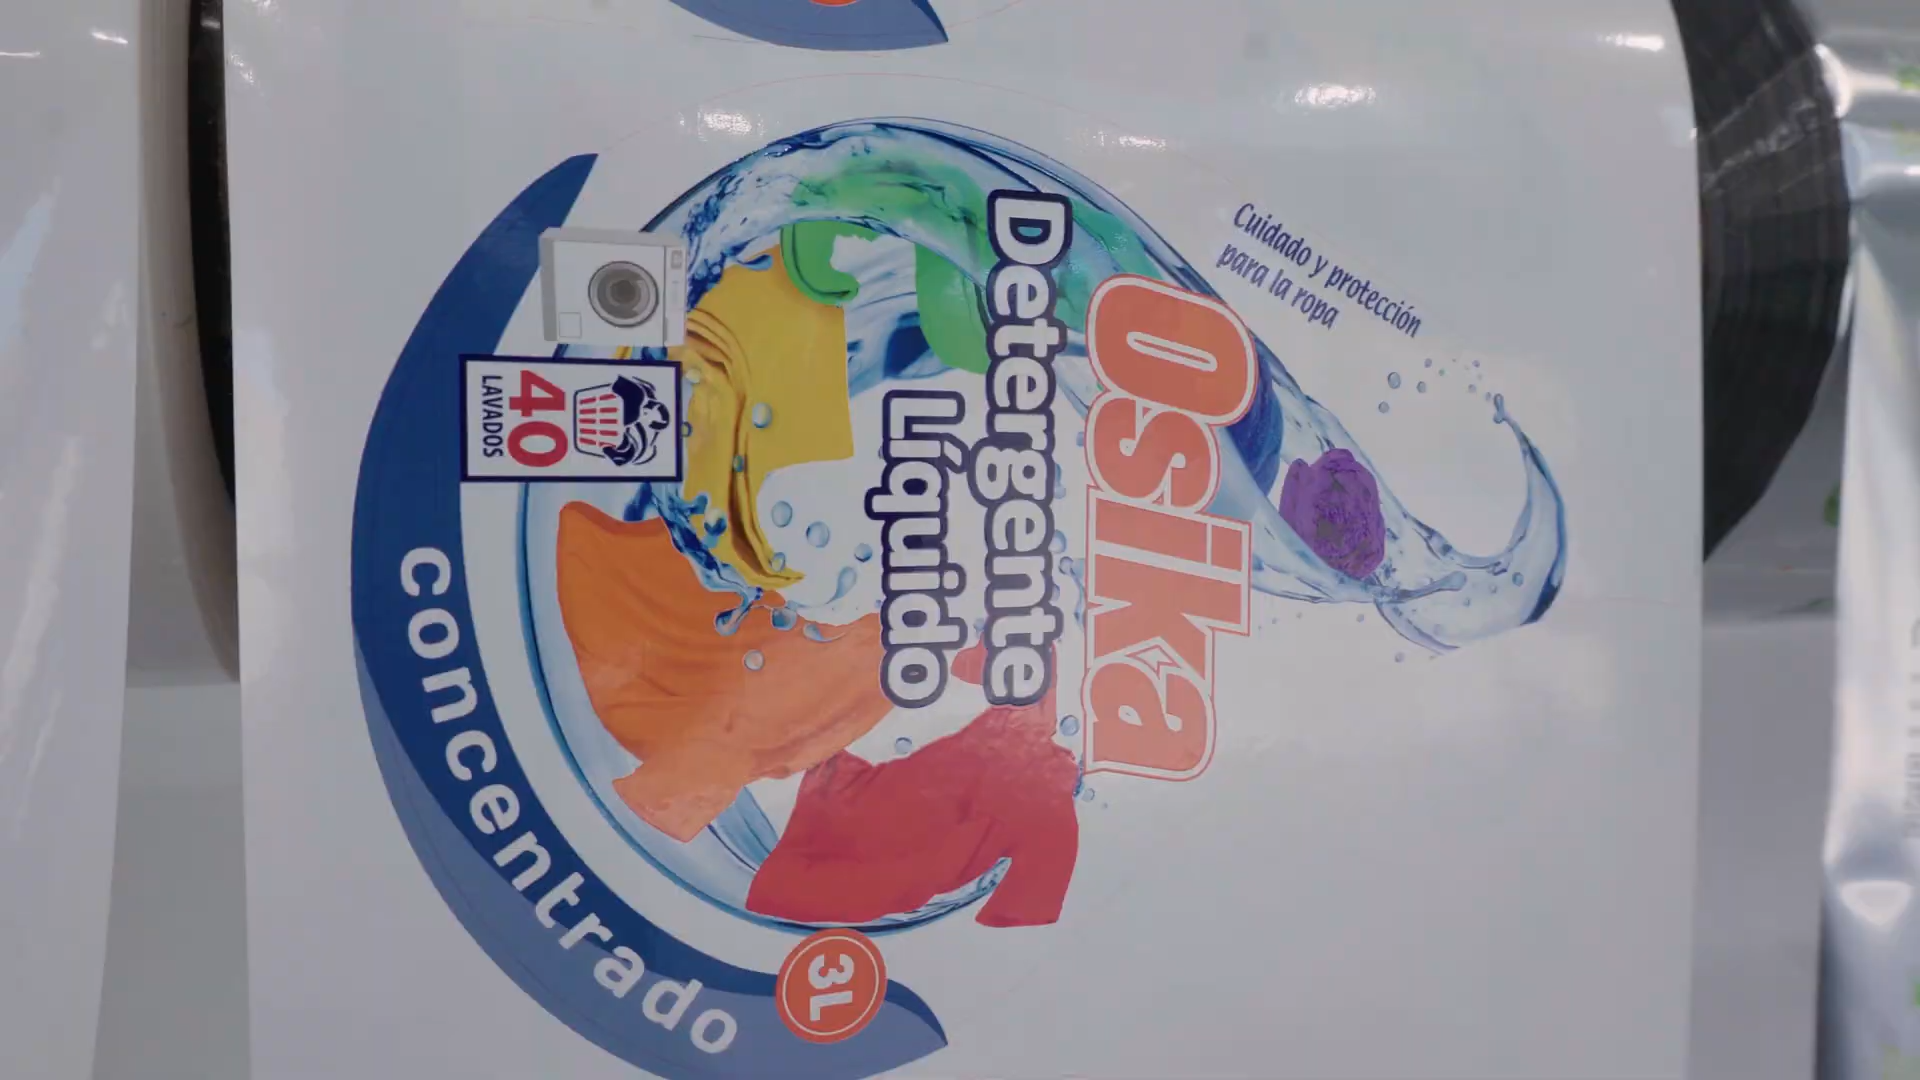 Cuidado y protección
para la ropa
Osika
Detergente
Líquido
40
LAVADOS
concentrado
3L